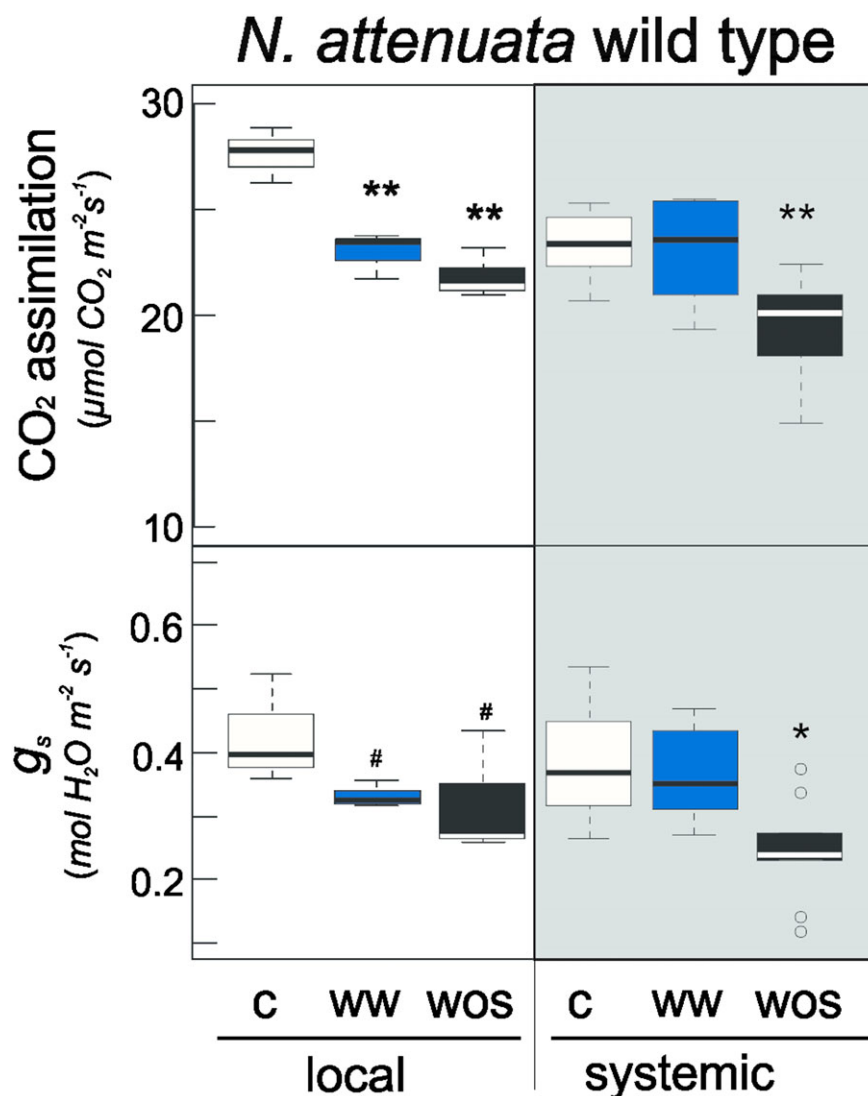 N. attenuata wild type
CO₂ assimilation
(µmol CO₂ m⁻² s⁻¹)
30
20
10
**
**
**
gₛ
(mol H₂O m⁻² s⁻¹)
0.6
0.4
0.2
#
#
*
c ww wos c ww wos
local systemic